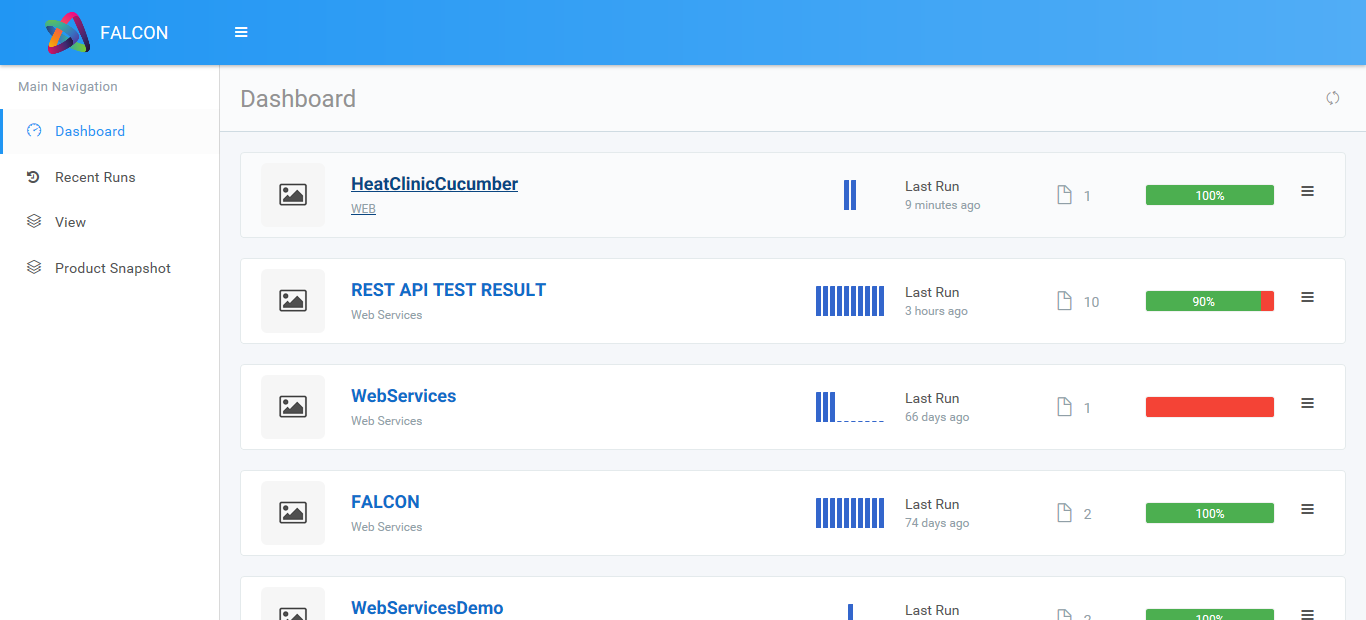 FALCON
Main Navigation
Dashboard
Recent Runs
View
Product Snapshot
Dashboard
HeatClinicCucumber
WEB
Last Run
9 minutes ago
1
100%
REST API TEST RESULT
Web Services
Last Run
3 hours ago
10
90%
WebServices
Web Services
Last Run
66 days ago
1
FALCON
Web Services
Last Run
74 days ago
2
100%
WebServicesDemo
Last Run
2
100%